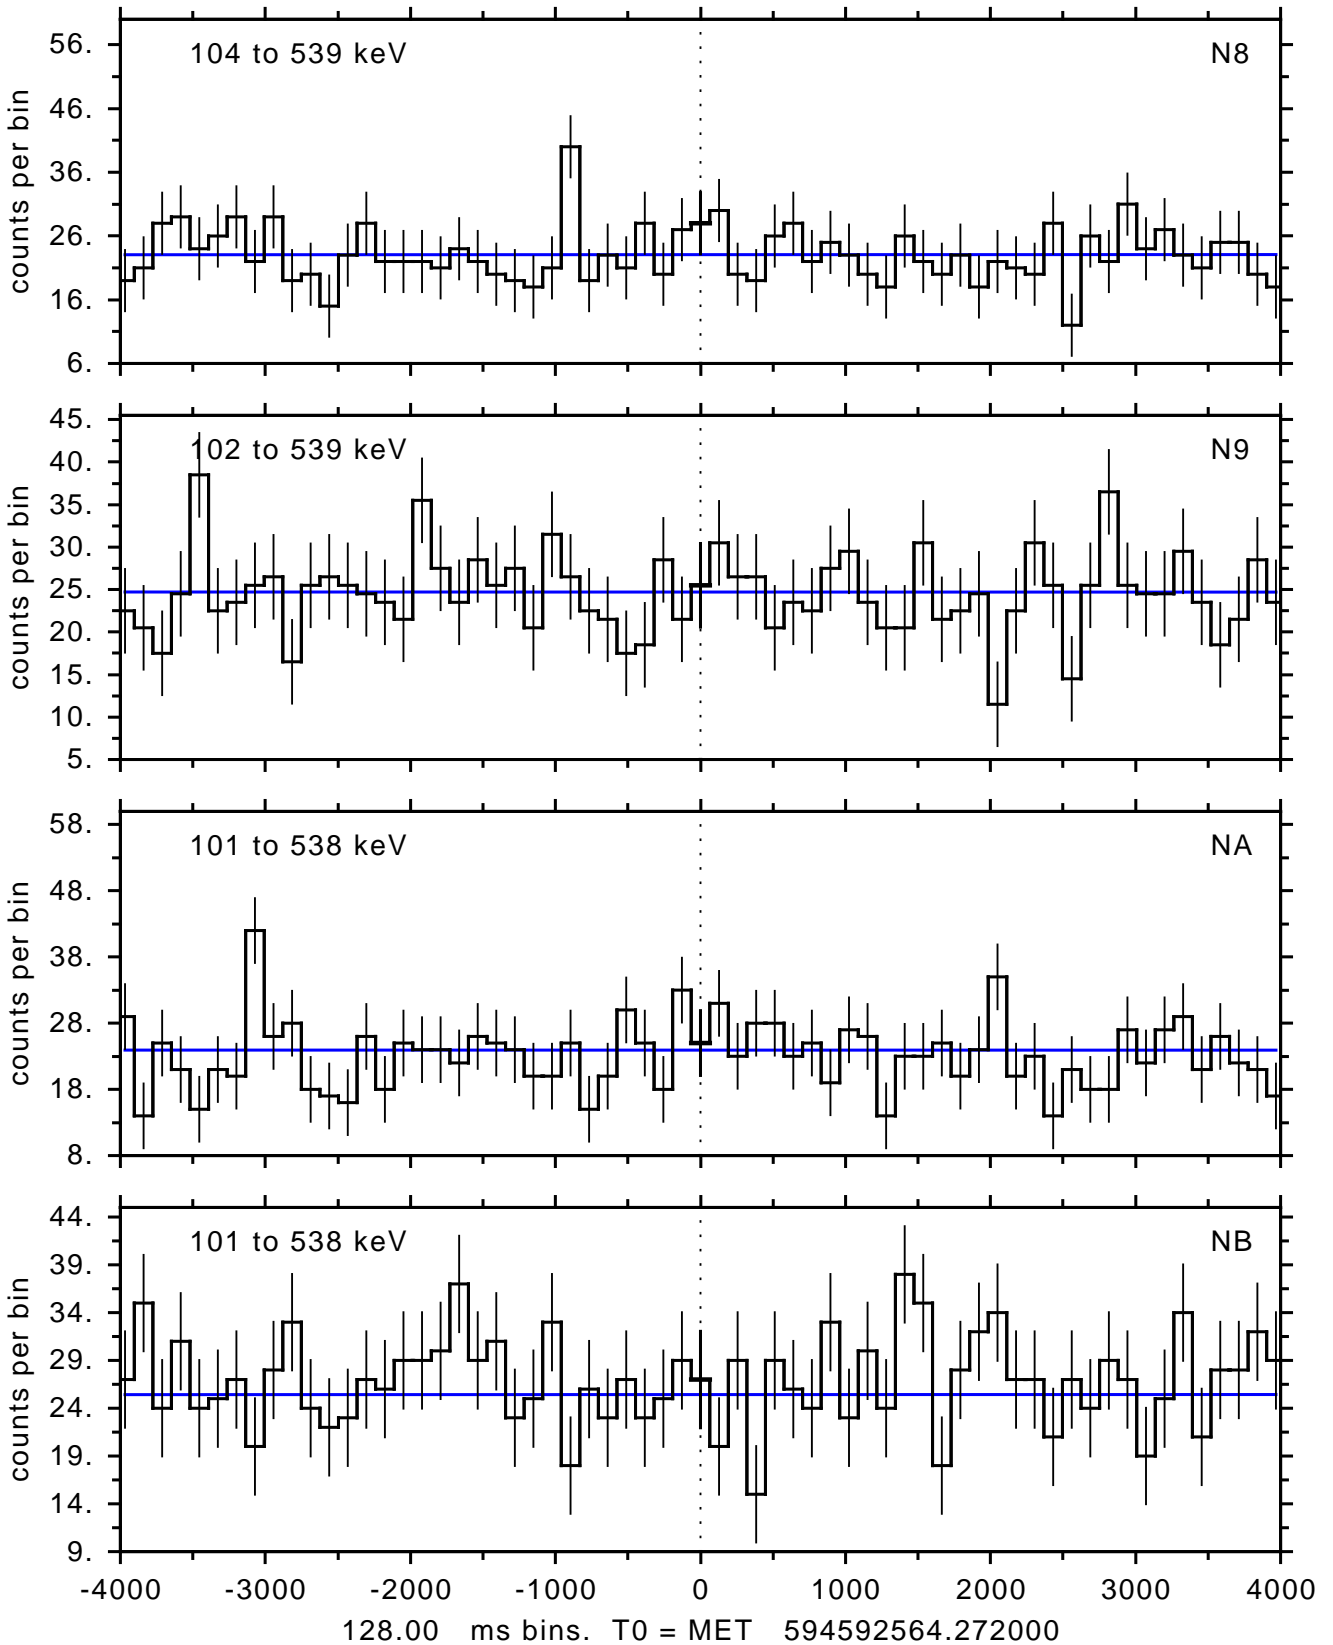 104 to 539 keV N8
56.
46.
36.
26.
16.
6.
counts per bin
102 to 539 keV N9
45.
40.
35.
30.
25.
20.
15.
10.
5.
counts per bin
101 to 538 keV NA
58.
48.
38.
28.
18.
8.
counts per bin
101 to 538 keV NB
44.
39.
34.
29.
24.
19.
14.
9.
counts per bin
-4000 -3000 -2000 -1000 0 1000 2000 3000 4000
128.00 ms bins. T0 = MET 594592564.272000